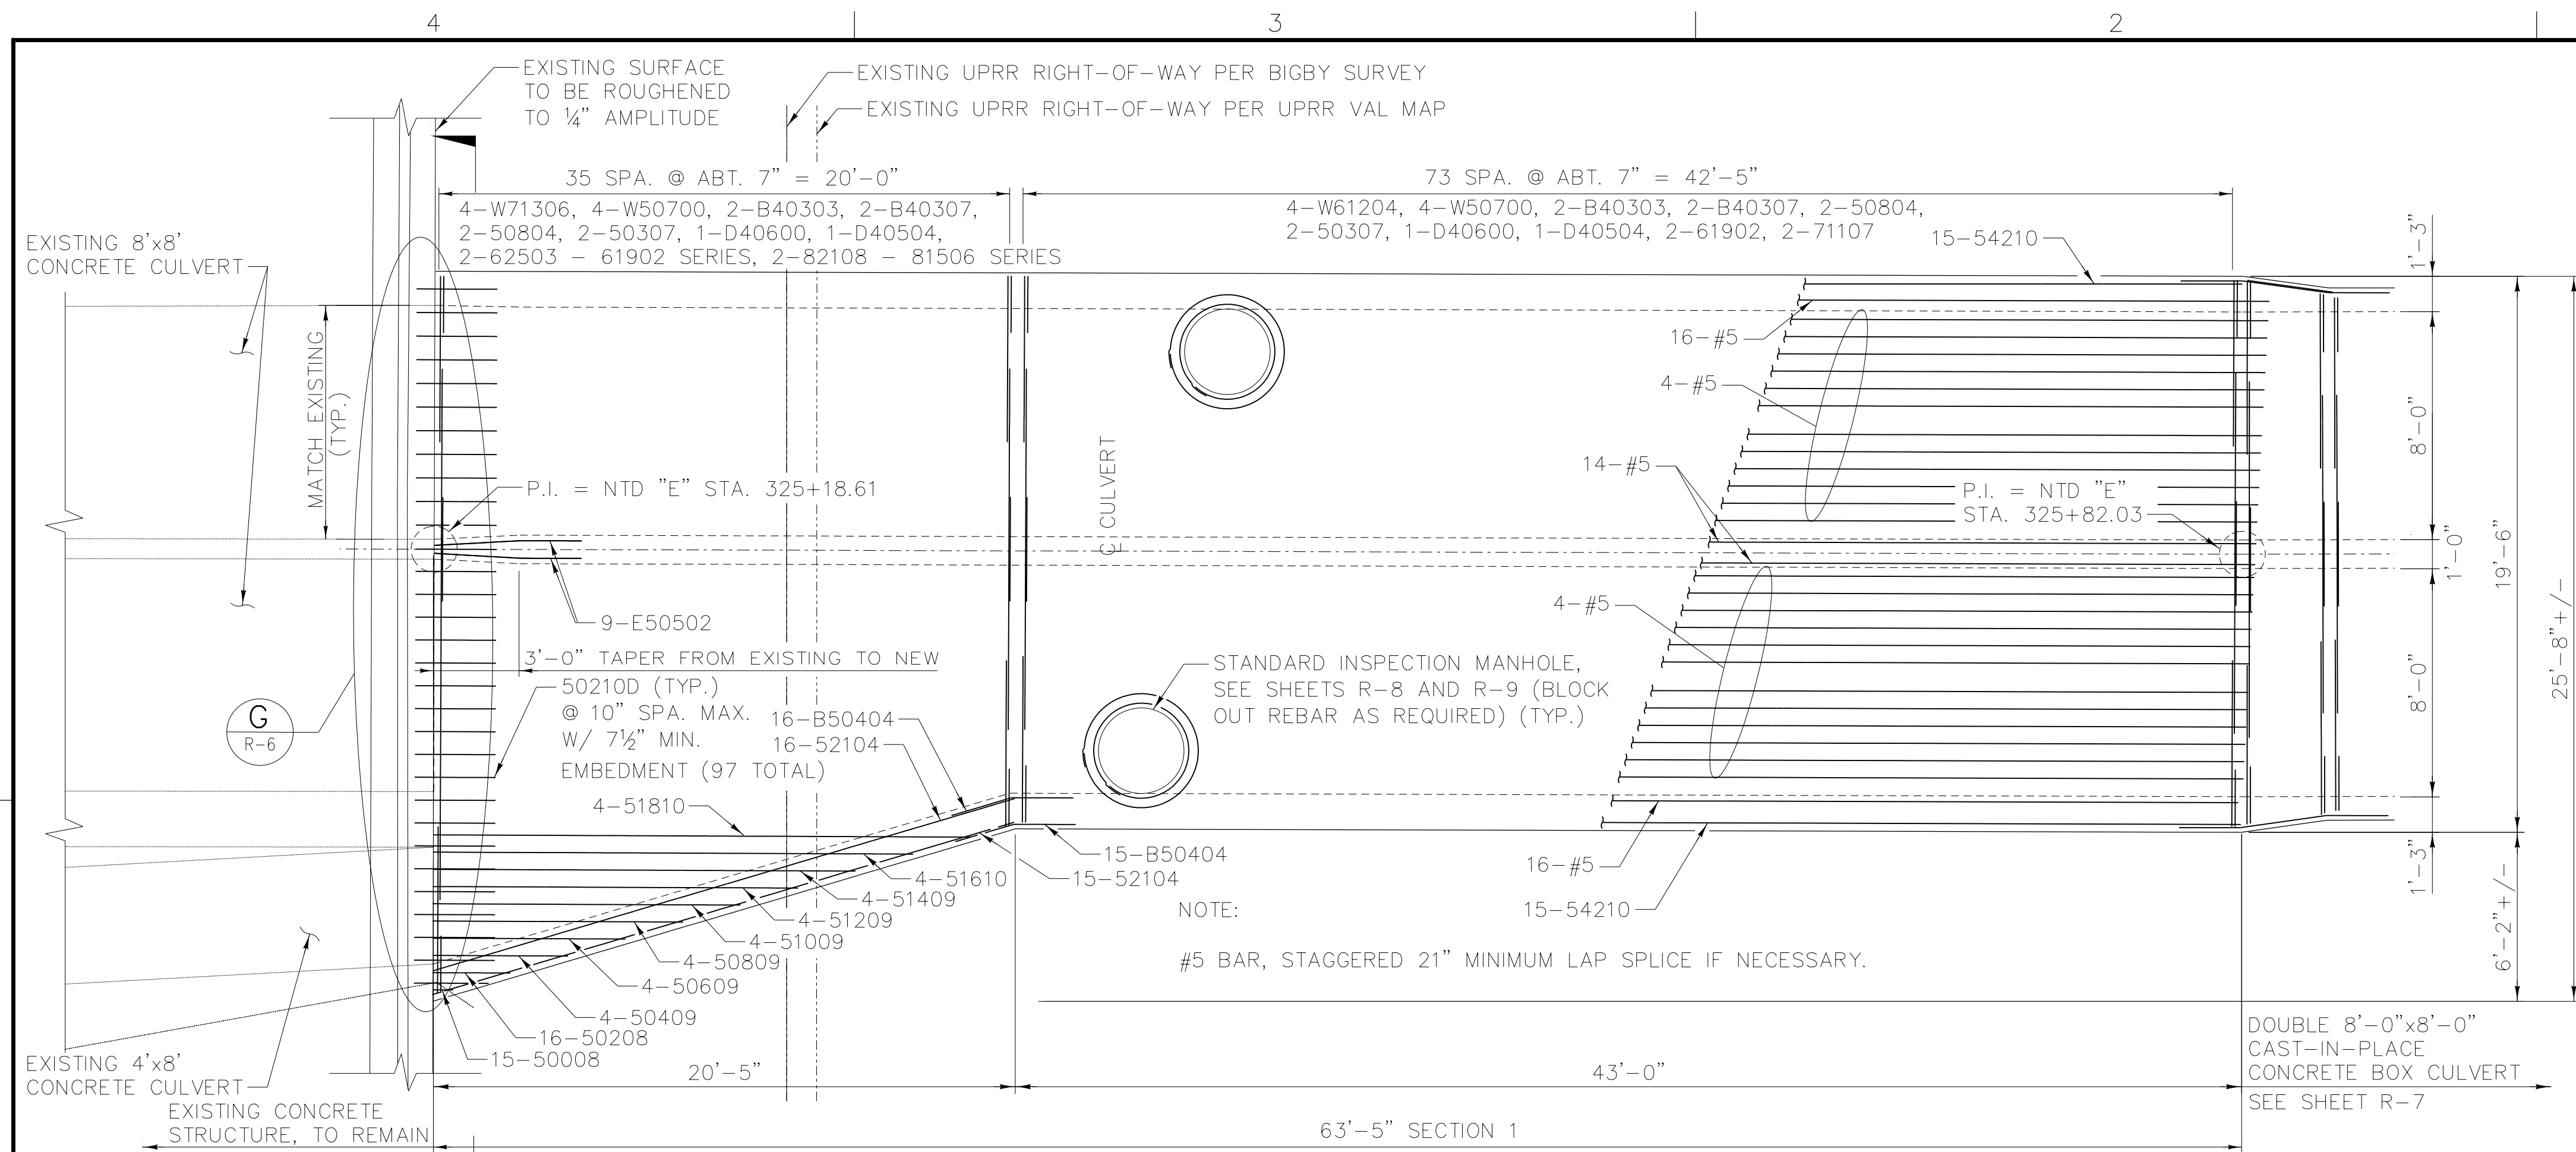 4
3
2
EXISTING SURFACE
TO BE ROUGHENED
TO ¼" AMPLITUDE
EXISTING UPRR RIGHT-OF-WAY PER BIGBY SURVEY
EXISTING UPRR RIGHT-OF-WAY PER UPRR VAL MAP
35 SPA. @ ABT. 7" = 20'-0"
4-W71306, 4-W50700, 2-B40303, 2-B40307,
2-50804, 2-50307, 1-D40600, 1-D40504,
2-62503 - 61902 SERIES, 2-82108 - 81506 SERIES
73 SPA. @ ABT. 7" = 42'-5"
4-W61204, 4-W50700, 2-B40303, 2-B40307, 2-50804,
2-50307, 1-D40600, 1-D40504, 2-61902, 2-71107
15-54210
1'-3"
EXISTING 8'x8'
CONCRETE CULVERT
MATCH EXISTING
(TYP.)
16-#5
4-#5
8'-0"
14-#5
P.I. = NTD "E" STA. 325+18.61
℄ CULVERT
P.I. = NTD "E"
STA. 325+82.03
1'-0"
19'-6"
25'-8"+/-
9-E50502
4-#5
3'-0" TAPER FROM EXISTING TO NEW
50210D (TYP.)
@ 10" SPA. MAX.
W/ 7½" MIN.
EMBEDMENT (97 TOTAL)
16-B50404
16-52104
STANDARD INSPECTION MANHOLE,
SEE SHEETS R-8 AND R-9 (BLOCK
OUT REBAR AS REQUIRED) (TYP.)
8'-0"
G
R-6
4-51810
15-B50404
15-52104
4-51610
4-51409
4-51209
4-51009
4-50809
4-50609
4-50409
16-50208
15-50008
16-#5
15-54210
1'-3"
6'-2"+/-
NOTE:
#5 BAR, STAGGERED 21" MINIMUM LAP SPLICE IF NECESSARY.
EXISTING 4'x8'
CONCRETE CULVERT
20'-5"
43'-0"
DOUBLE 8'-0"x8'-0"
CAST-IN-PLACE
CONCRETE BOX CULVERT
SEE SHEET R-7
EXISTING CONCRETE
STRUCTURE, TO REMAIN
63'-5" SECTION 1